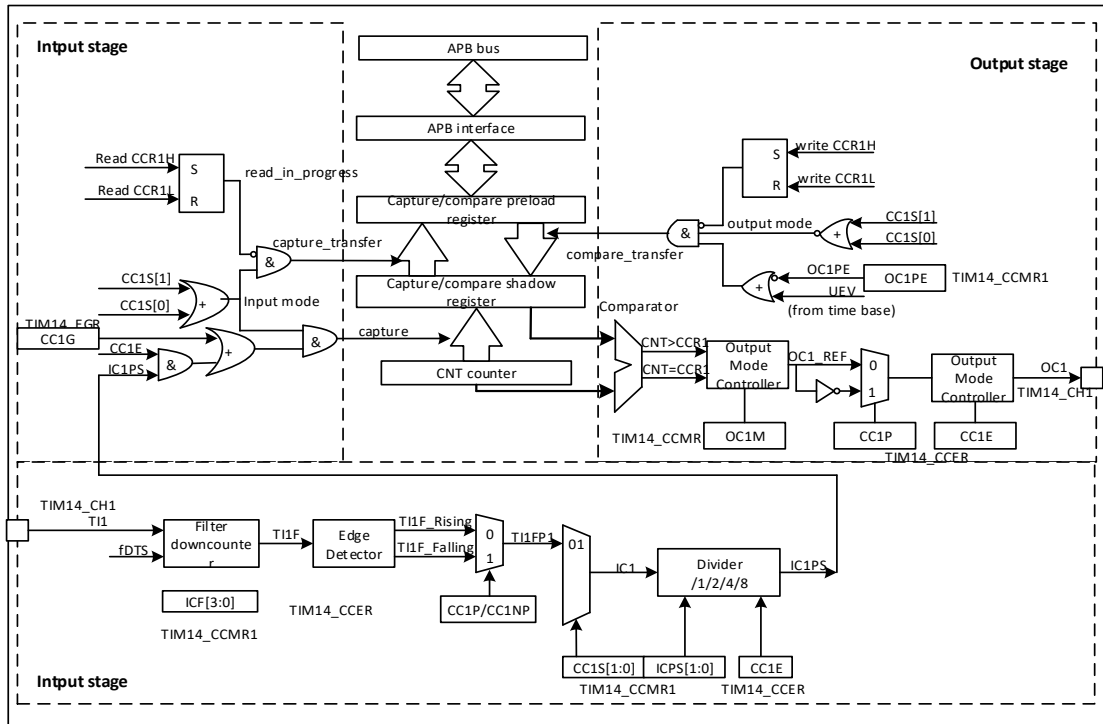 Intput stage
APB bus
Output stage
APB interface
Read CCR1H
S
Read CCR1L
R
read_in_progress
S
write CCR1H
R
write CCR1L
Capture/compare preload
register
output mode
CC1S[1]
CC1S[0]
&
+
capture_transfer
compare_transfer
&
CC1S[1]
CC1S[0]
+
Input mode
Capture/compare shadow
register
OC1PE
OC1PE
TIM14_CCMR1
+
UEV
(from time base)
TIM14_EGR
CC1G
CC1E
IC1PS
&
+
&
capture
Comparator
CNT counter
CNT>CCR1
CNT=CCR1
Output
Mode
Controller
OC1_REF
0
1
Output
Mode
Controller
OC1
TIM14_CH1
TIM14_CCMR
OC1M
CC1P
CC1E
TIM14_CCER
TIM14_CH1
TI1
fDTS
Filter
downcounte
r
TI1F
Edge
Detector
TI1F_Rising
TI1F_Falling
0
1
TI1FP1
01
IC1
Divider
/1/2/4/8
IC1PS
ICF[3:0]
TIM14_CCMR1
TIM14_CCER
CC1P/CC1NP
CC1S[1:0]
ICPS[1:0]
CC1E
TIM14_CCMR1
TIM14_CCER
Intput stage